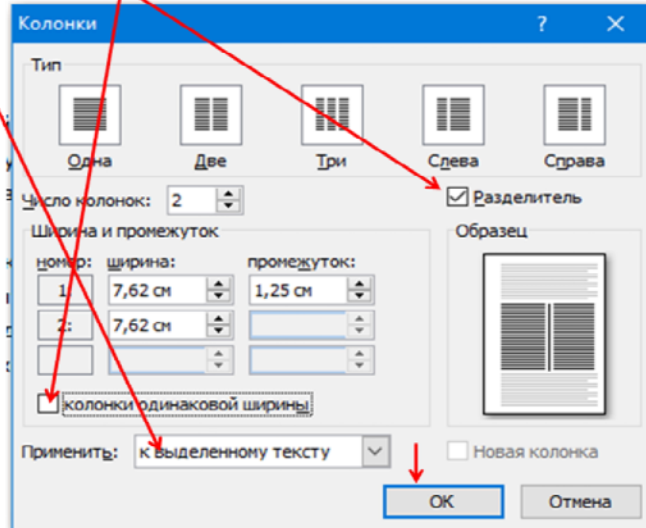 Колонки ? ×
Тип
Одна Две Три Слева Справа
Число колонок: 2 Разделитель
Ширина и промежуток Образец
номер: ширина: промежуток:
1: 7,62 см 1,25 см
2: 7,62 см
колонки одинаковой ширины
Применить: к выделенному тексту Новая колонка
ОК Отмена